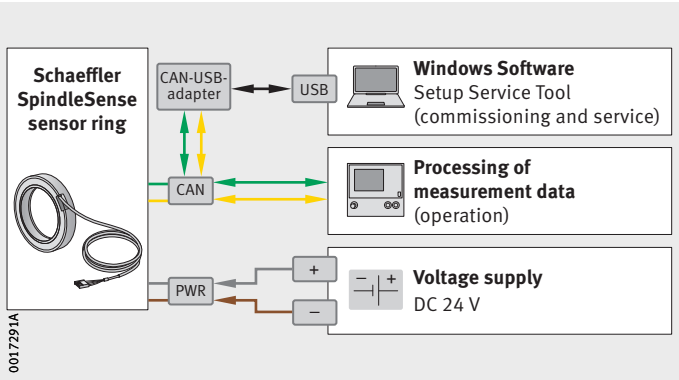 Schaeffler
SpindleSense
sensor ring
CAN-USB-
adapter
USB
Windows Software
Setup Service Tool
(commissioning and service)
CAN
Processing of
measurement data
(operation)
PWR
+
–
– +
Voltage supply
DC 24 V
0017291A